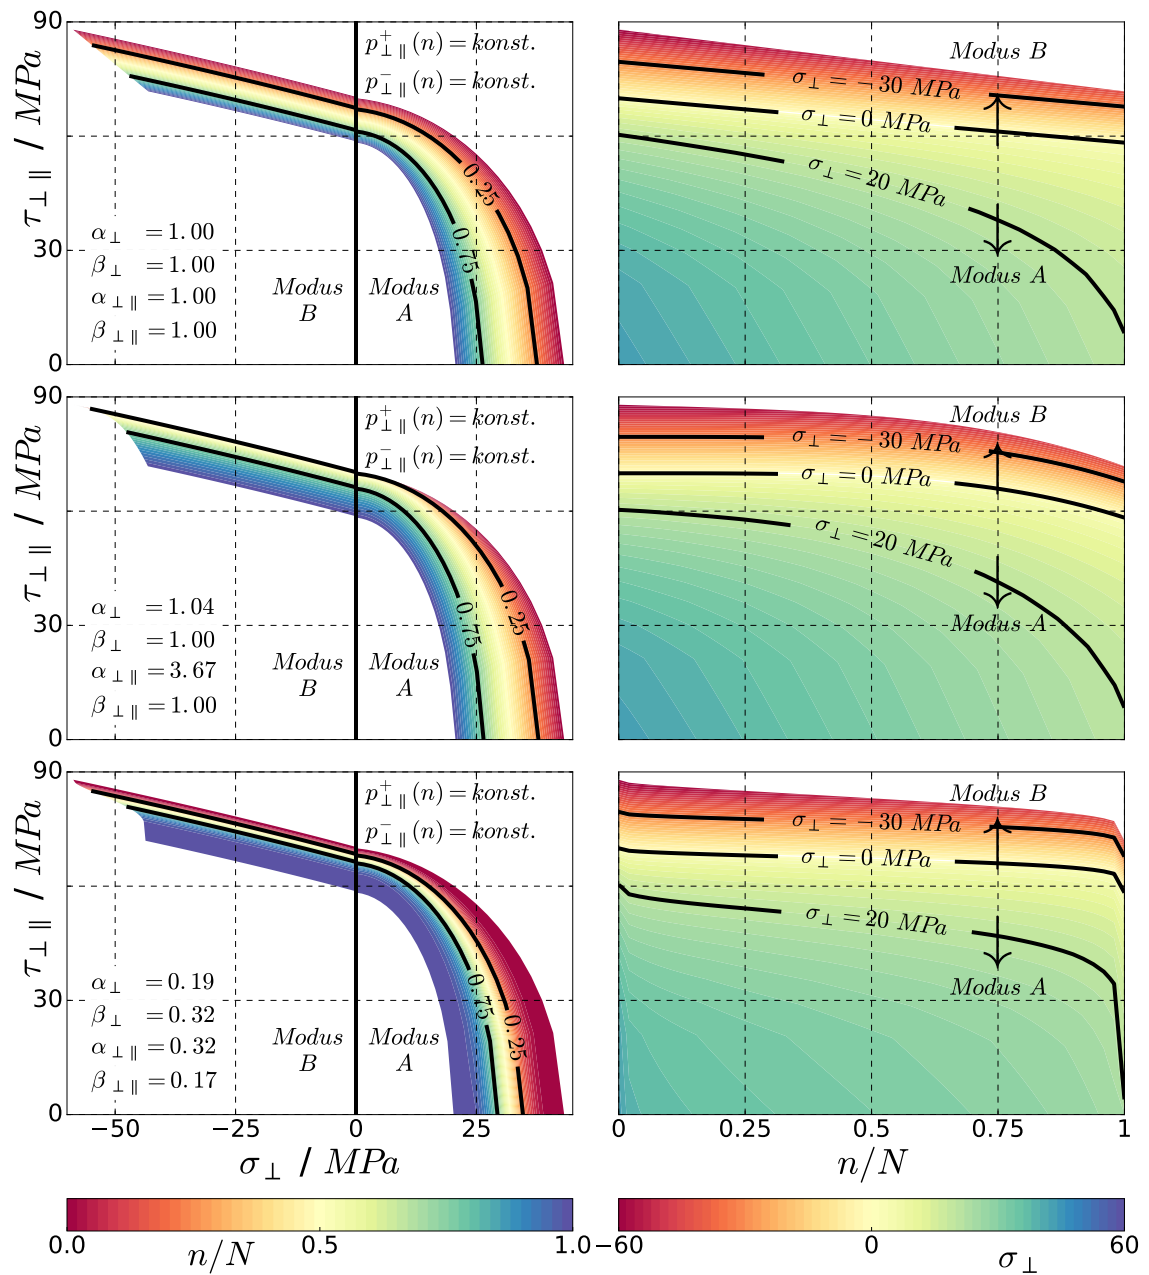 90
30
0
τ⊥∥ / MPa
p⁺⊥∥(n)=konst.
p⁻⊥∥(n)=konst.
0.25
0.75
α⊥ =1.00
β⊥ =1.00
α⊥∥=1.00
β⊥∥=1.00
Modus B
Modus A
Modus B
σ⊥=−30 MPa
σ⊥=0 MPa
σ⊥=20 MPa
Modus A
90
30
0
τ⊥∥ / MPa
p⁺⊥∥(n)=konst.
p⁻⊥∥(n)=konst.
0.25
0.75
α⊥ =1.04
β⊥ =1.00
α⊥∥=3.67
β⊥∥=1.00
Modus B
Modus A
Modus B
σ⊥=−30 MPa
σ⊥=0 MPa
σ⊥=20 MPa
Modus A
90
30
0
τ⊥∥ / MPa
p⁺⊥∥(n)=konst.
p⁻⊥∥(n)=konst.
0.75
0.25
α⊥ =0.19
β⊥ =0.32
α⊥∥=0.32
β⊥∥=0.17
Modus B
Modus A
Modus B
σ⊥=−30 MPa
σ⊥=0 MPa
σ⊥=20 MPa
Modus A
−50 −25 0 25
σ⊥ / MPa
0 0.25 0.5 0.75 1
n/N
0.0 0.5 1.0
n/N
−60 0 60
σ⊥